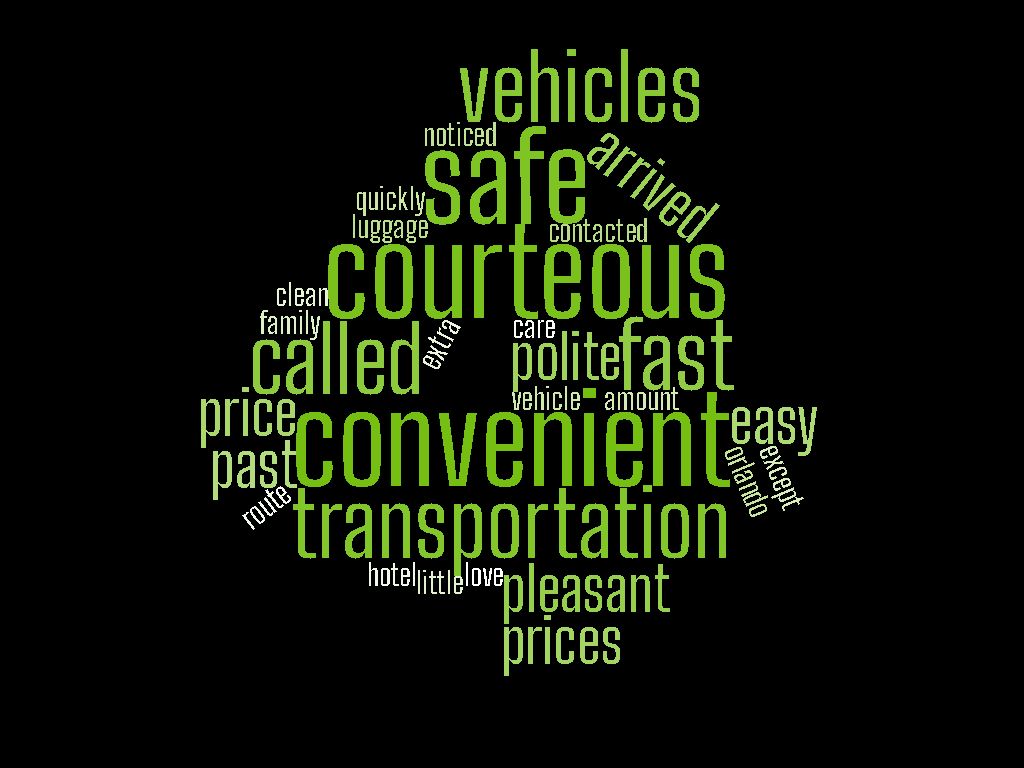 vehicles
noticed
safe
arrived
quickly
luggage
contacted
courteous
clean
family
called
extra
care
polite
fast
vehicle
amount
price
convenient
easy
past
orlando
except
route
transportation
hotel
little
love
pleasant
prices